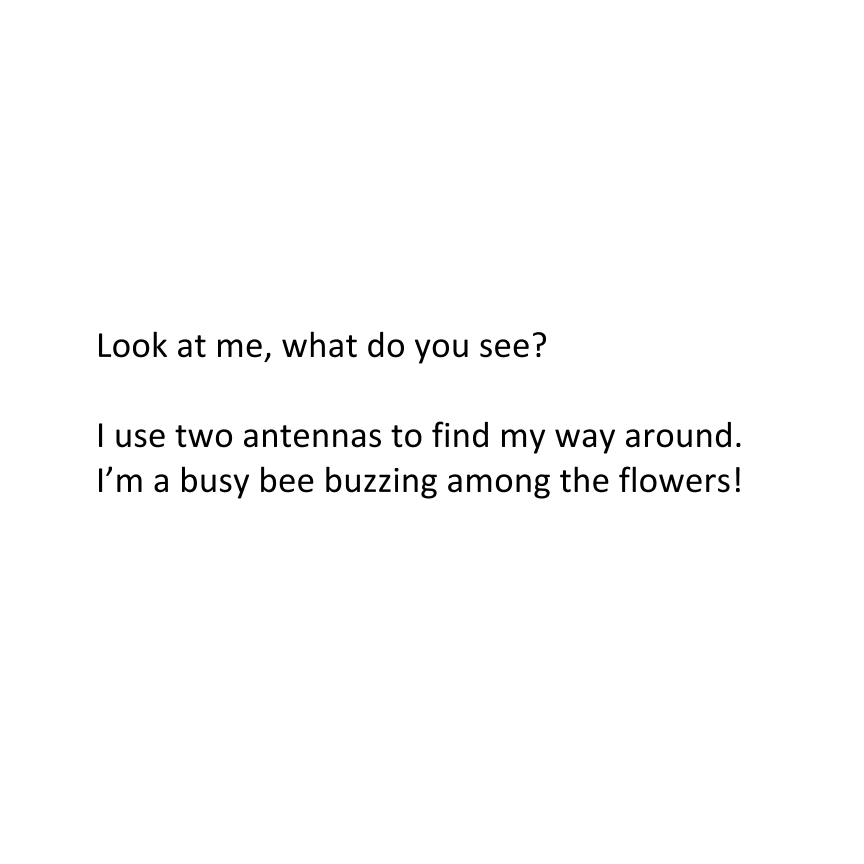 Look at me, what do you see?
I use two antennas to find my way around.
I’m a busy bee buzzing among the flowers!